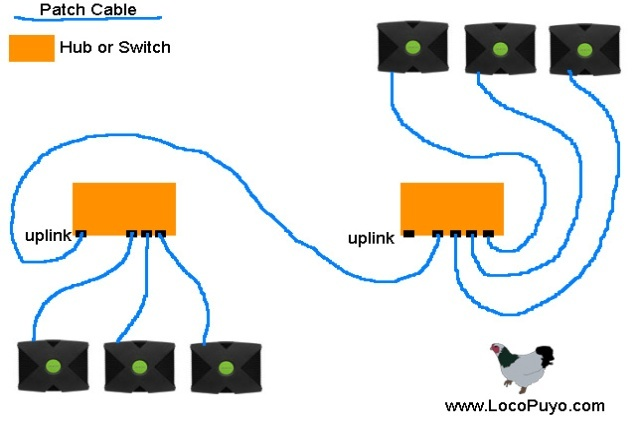 Patch Cable
Hub or Switch
uplink
uplink
www.LocoPuyo.com